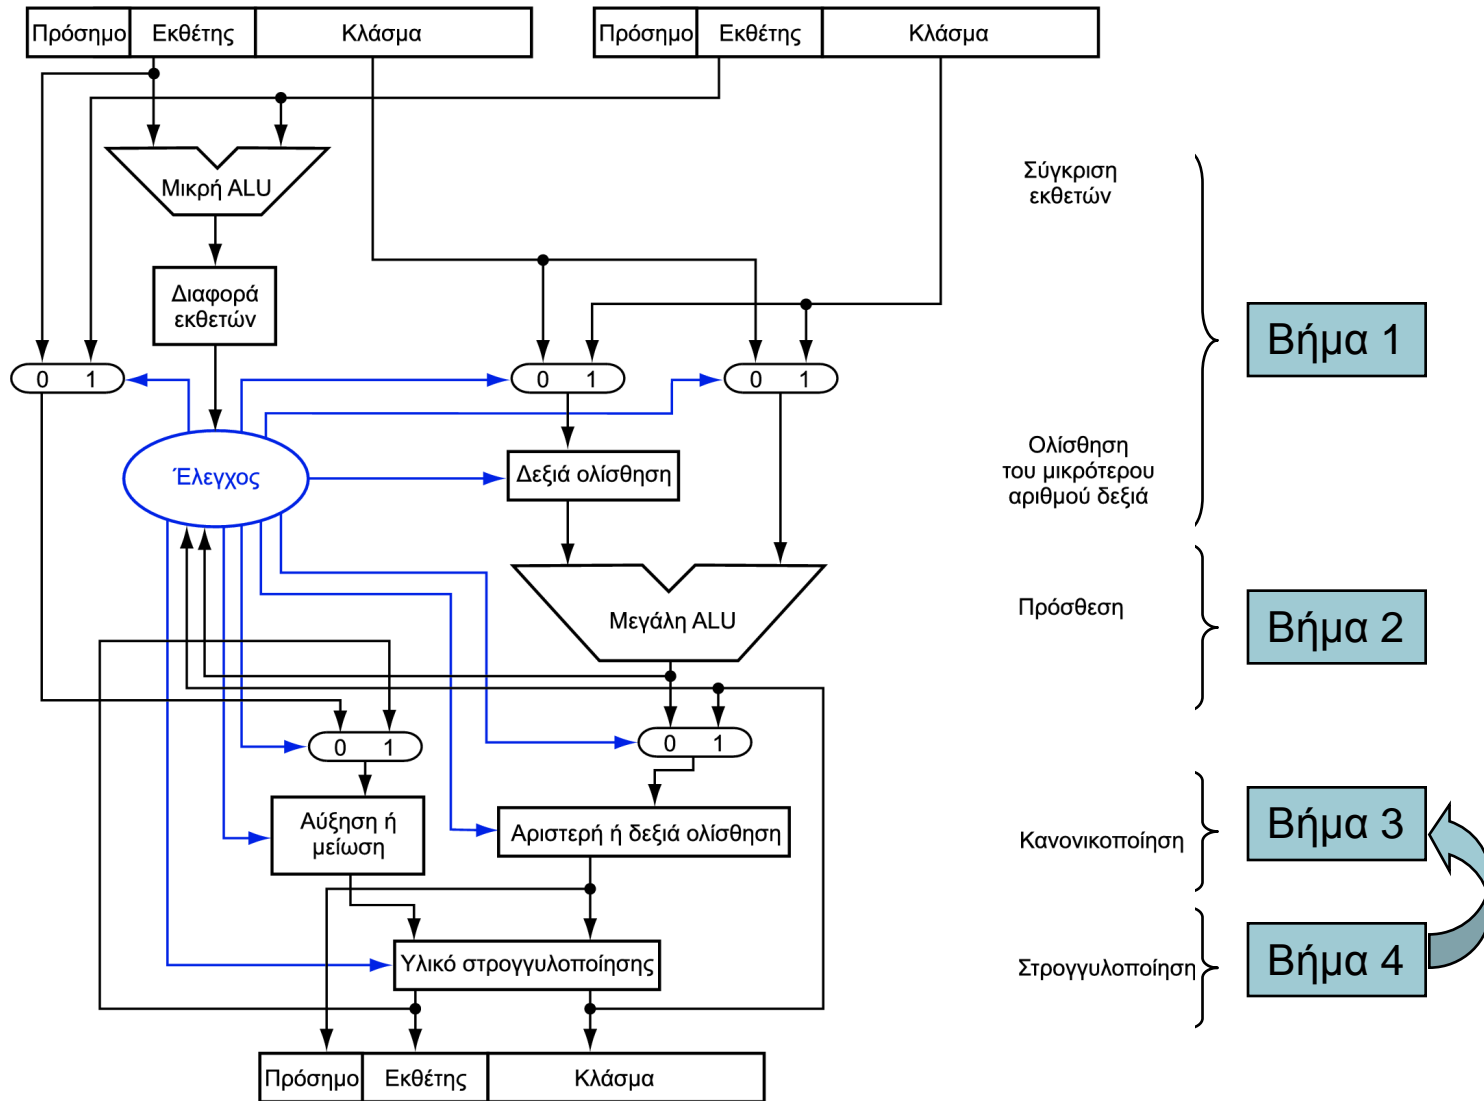 Πρόσημο Εκθέτης Κλάσμα
Πρόσημο Εκθέτης Κλάσμα
Μικρή ALU
Σύγκριση
εκθετών
Διαφορά
εκθετών
Βήμα 1
0 1
0 1
0 1
Έλεγχος
Δεξιά ολίσθηση
Ολίσθηση
του μικρότερου
αριθμού δεξιά
Μεγάλη ALU
Πρόσθεση
Βήμα 2
0 1
0 1
Αύξηση ή
μείωση
Αριστερή ή δεξιά ολίσθηση
Κανονικοποίηση
Βήμα 3
Υλικό στρογγυλοποίησης
Στρογγυλοποίηση
Βήμα 4
Πρόσημο Εκθέτης Κλάσμα